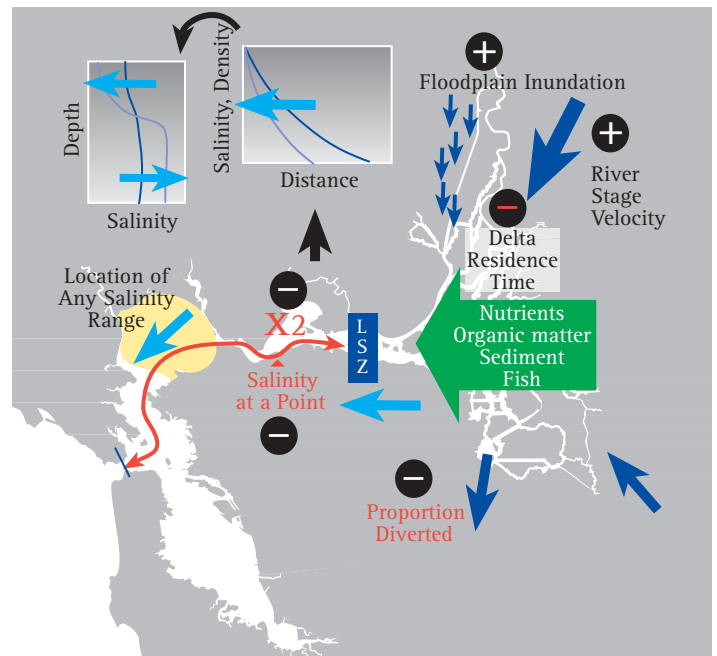 Depth
Salinity
Salinity, Density
Distance
+
Floodplain Inundation
+
River
Stage
Velocity
−
Delta
Residence
Time
Location of
Any Salinity
Range
−
X2
L
S
Z
Nutrients
Organic matter
Sediment
Fish
Salinity
at a Point
−
−
Proportion
Diverted